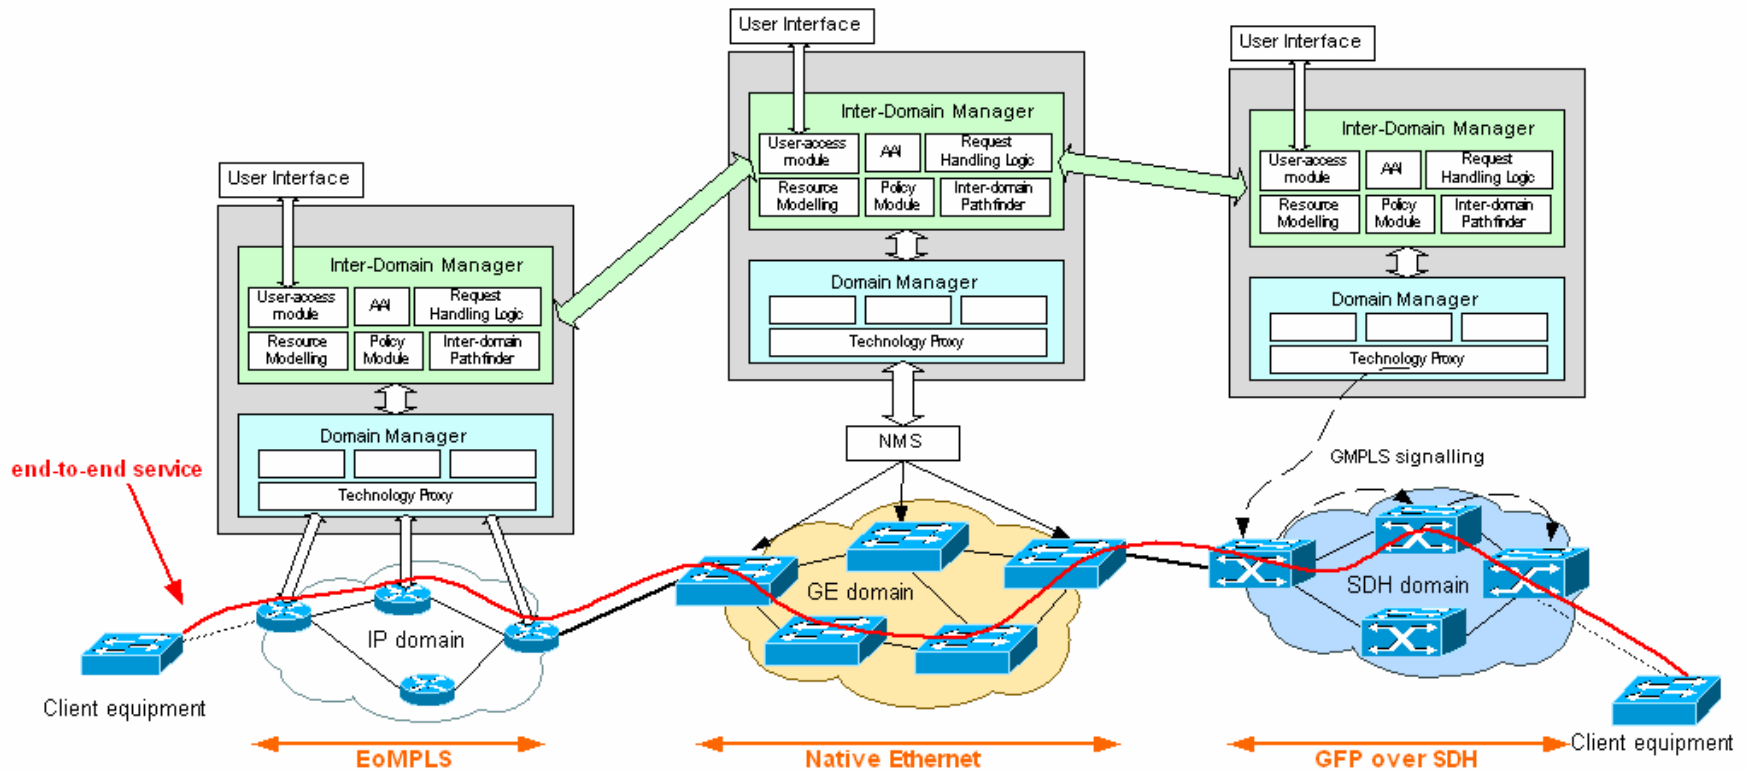 User Interface
Inter-Domain Manager
User-access
module
AAI
Request
Handling Logic
Resource
Modelling
Policy
Module
Inter-domain
Pathfinder
Domain Manager
Technology Proxy
User Interface
Inter-Domain Manager
User-access
module
AAI
Request
Handling Logic
Resource
Modelling
Policy
Module
Inter-domain
Pathfinder
Domain Manager
Technology Proxy
NMS
User Interface
Inter-Domain Manager
User-access
module
AAI
Request
Handling Logic
Resource
Modelling
Policy
Module
Inter-domain
Pathfinder
Domain Manager
Technology Proxy
GMPLS signalling
end-to-end service
IP domain
GE domain
SDH domain
Client equipment
Client equipment
EoMPLS
Native Ethernet
GFP over SDH